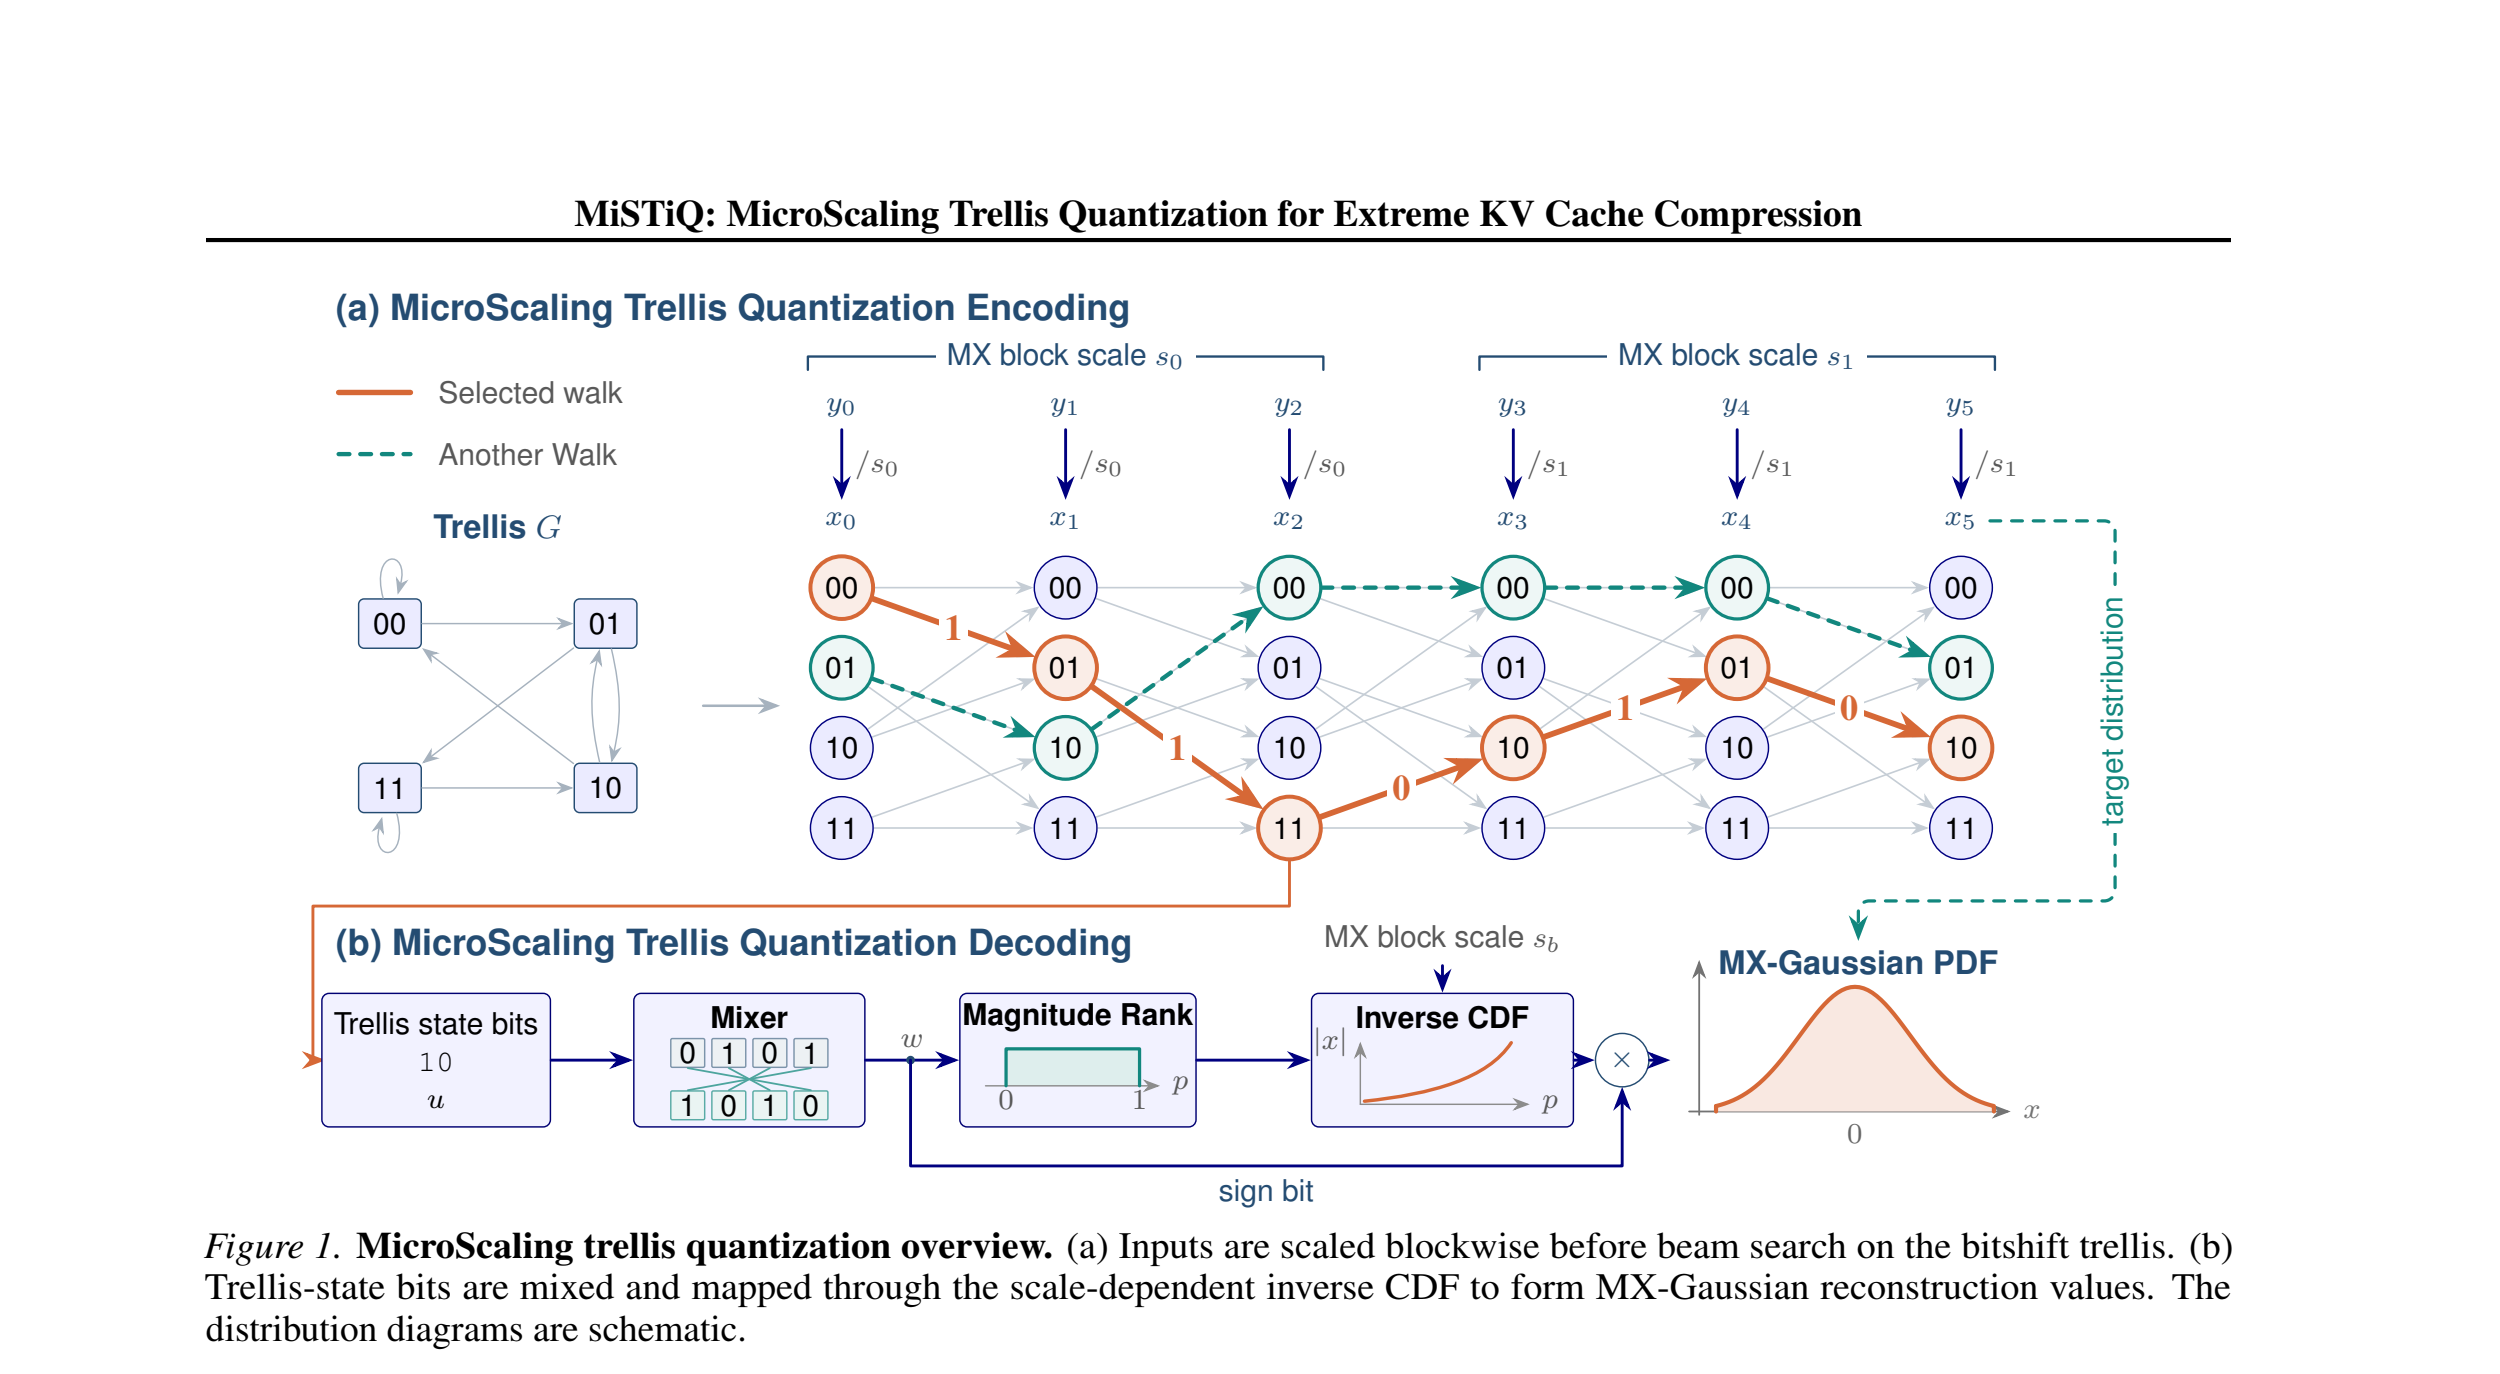 MiSTiQ: MicroScaling Trellis Quantization for Extreme KV Cache Compression
(a) MicroScaling Trellis Quantization Encoding
MX block scale s₀ MX block scale s₁
Selected walk
Another Walk
y₀ y₁ y₂ y₃ y₄ y₅
/s₀ /s₀ /s₀ /s₁ /s₁ /s₁
x₀ x₁ x₂ x₃ x₄ x₅
Trellis G
00 01
11 10
00 00 00 00 00 00
1
01 01 01 01 01 01
1 1 0
10 10 10 10 10 10
0
11 11 11 11 11 11
target distribution
(b) MicroScaling Trellis Quantization Decoding
MX block scale s_b
Trellis state bits
10
u
Mixer
0 1 0 1
1 0 1 0
w
Magnitude Rank
0 1 p
Inverse CDF
|x|
p
×
sign bit
MX-Gaussian PDF
x
0
Figure 1. MicroScaling trellis quantization overview. (a) Inputs are scaled blockwise before beam search on the bitshift trellis. (b)
Trellis-state bits are mixed and mapped through the scale-dependent inverse CDF to form MX-Gaussian reconstruction values. The
distribution diagrams are schematic.